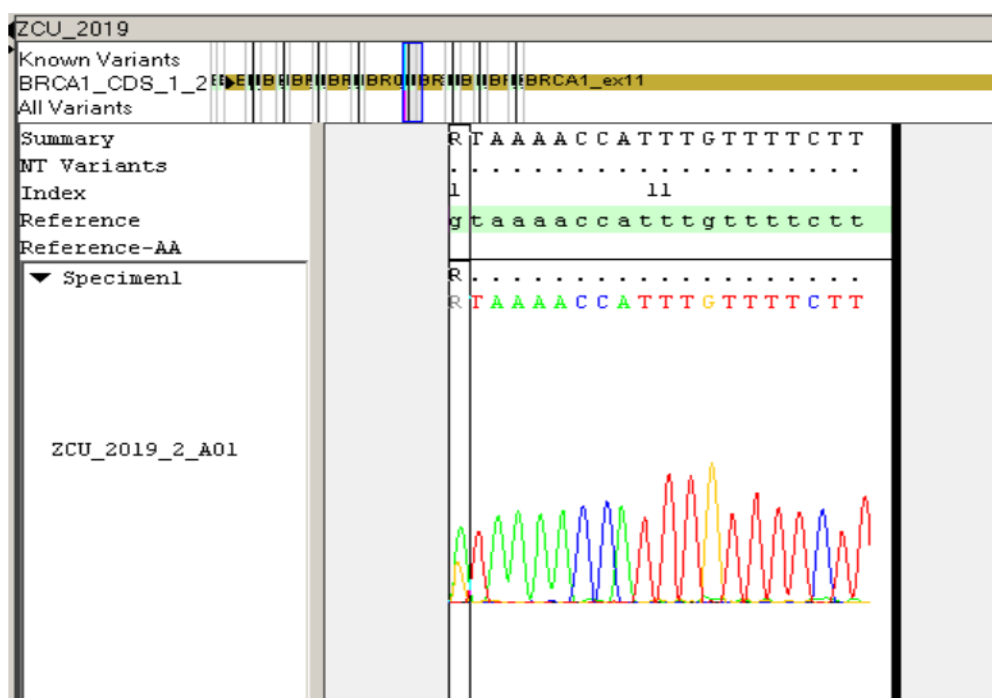 ZCU_2019
Known Variants
BRCA1_CDS_1_2
BRCA1_ex11
All Variants
Summary R T A A A A C C A T T T G T T T T C T T
NT Variants . . . . . . . . . . . . . . . . . . . .
Index 1 11
Reference g t a a a a c c a t t t g t t t t c t t
Reference-AA
▼ Specimen1 R . . . . . . . . . . . . . . . . . . .
R T A A A A C C A T T T G T T T T C T T
ZCU_2019_2_A01